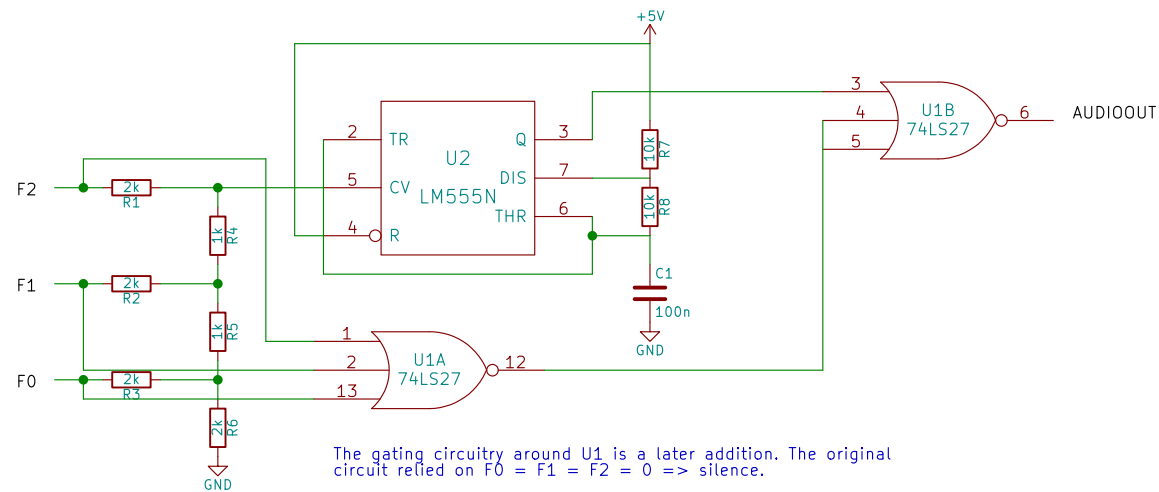 +5V
3
U1B
74LS27
4
5
6
AUDIOOUT
2
TR
Q
3
10k
R7
U2
LM555N
DIS
7
F2
2k
R1
5
CV
THR
6
10k
R8
4
R
1k
R4
F1
2k
R2
C1
100n
GND
1k
R5
1
2
13
U1A
74LS27
12
F0
2k
R3
2k
R6
GND
The gating circuitry around U1 is a later addition. The original
circuit relied on F0 = F1 = F2 = 0 => silence.